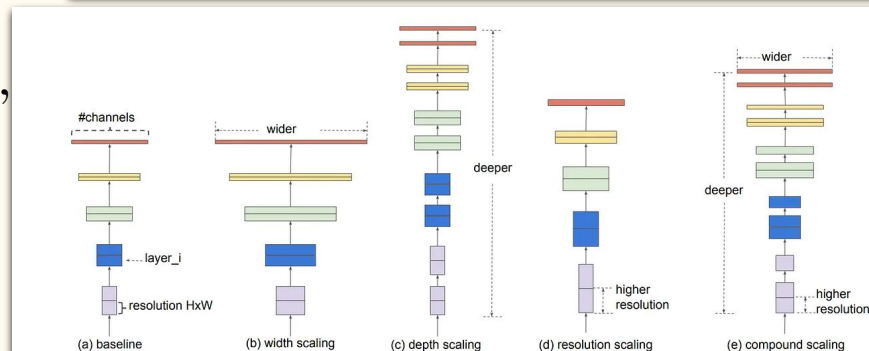 ,
#channels
wider
deeper
wider
deeper
layer_i
resolution HxW
higher
resolution
higher
resolution
(a) baseline
(b) width scaling
(c) depth scaling
(d) resolution scaling
(e) compound scaling